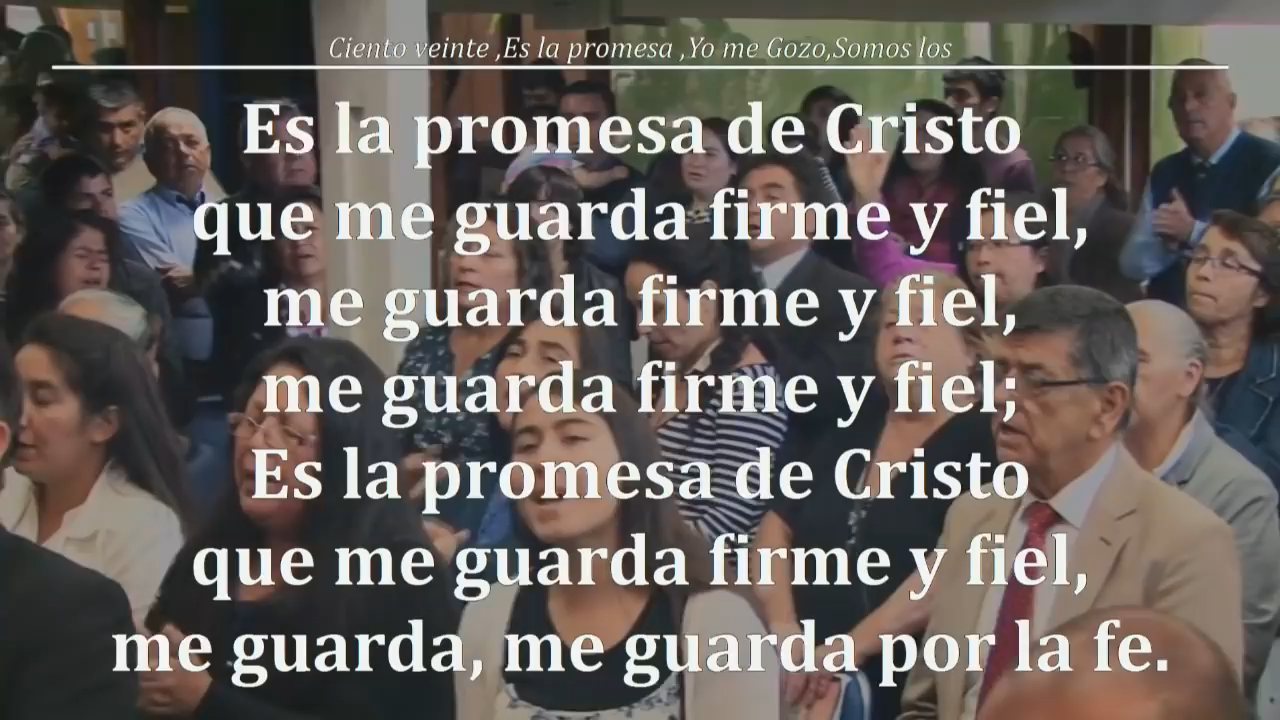 Ciento veinte ,Es la promesa ,Yo me Gozo,Somos los
Es la promesa de Cristo
que me guarda firme y fiel,
me guarda firme y fiel,
me guarda firme y fiel;
Es la promesa de Cristo
que me guarda firme y fiel,
me guarda, me guarda por la fe.